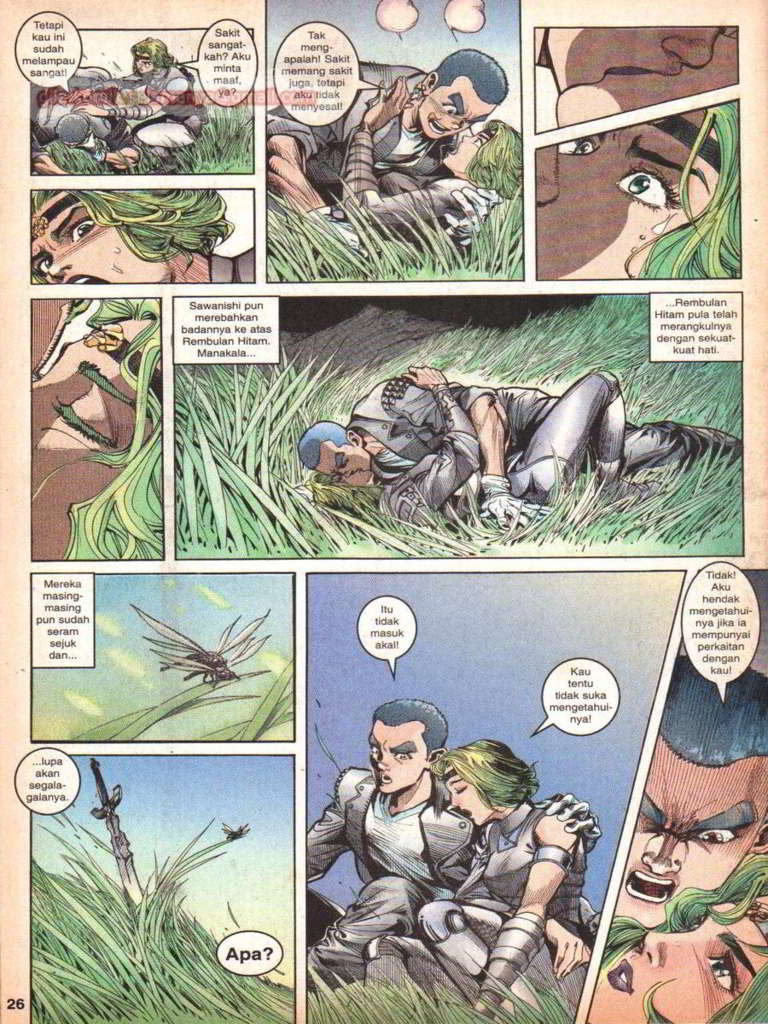 Tetapi
kau ini
sudah
melampau
sangat!
Sakit
sangat-
kah? Aku
minta
maaf,
ya?
Tak
meng-
apalah! Sakit
memang sakit
juga, tetapi
aku tidak
menyesal!
Sawanishi pun
merebahkan
badannya ke atas
Rembulan Hitam.
Manakala...
...Rembulan
Hitam pula telah
merangkulnya
dengan sekuat-
kuat hati.
Mereka
masing-
masing
pun sudah
seram
sejuk
dan...
...lupa
akan
segala-
galanya.
Apa?
Itu
tidak
masuk
akal!
Kau
tentu
tidak suka
mengetahui-
nya!
Tidak!
Aku
hendak
mengetahui-
nya jika ia
mempunyai
perkaitan
dengan
kau!
26